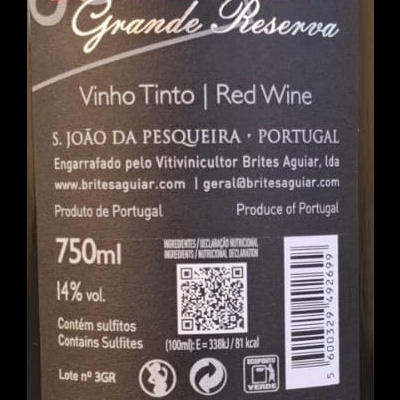 Grande Reserva
Vinho Tinto | Red Wine
S. JOÃO DA PESQUEIRA · PORTUGAL
Engarrafado pelo Vitivinicultor Brites Aguiar, lda
www.britesaguiar.com | geral@britesaguiar.com
Produto de Portugal Produce of Portugal
750ml
INGREDIENTES / DECLARAÇÃO NUTRICIONAL
INGREDIENTS / NUTRITIONAL DECLARATION
14% vol.
Contém sulfitos
Contains Sulfites
(100ml): E = 338kJ / 81 kcal
Lote nº 3GR
ECOPONTO
VERDE
5 600329 492699